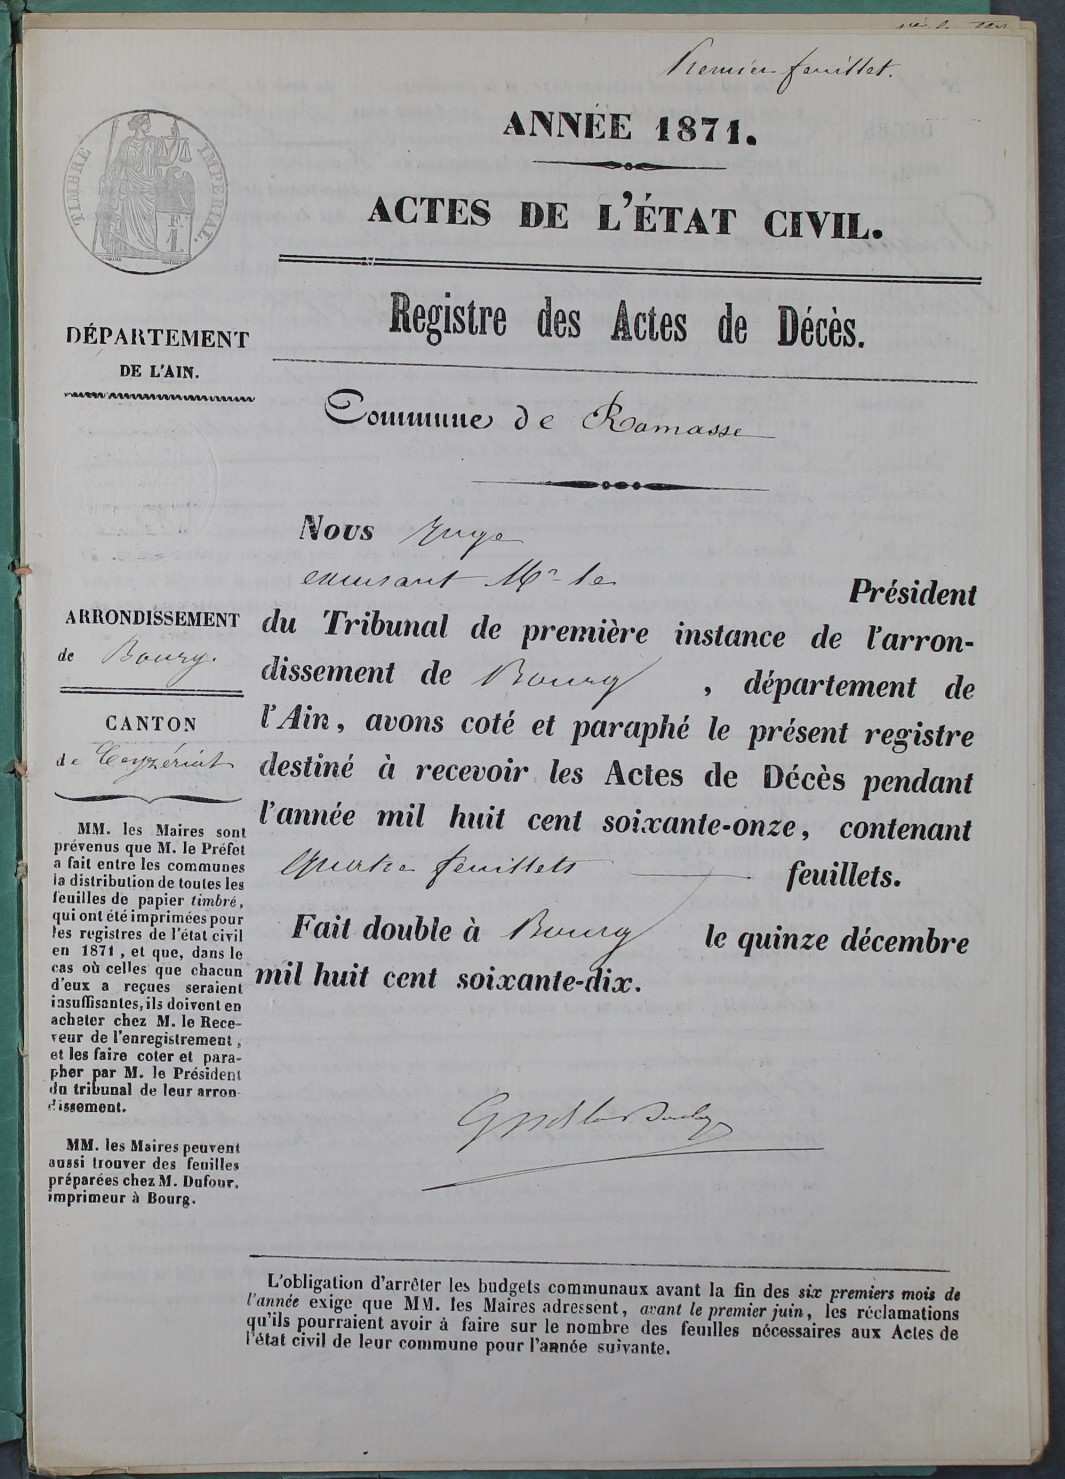 Premier feuillet.
ANNÉE 1871.
ACTES DE L'ÉTAT CIVIL.
TIMBRE IMPÉRIAL.
F
1.
DÉPARTEMENT
DE L'AIN.
Registre des Actes de Décès.
Commune de Ramasse
Nous Juge
Mr le Président
ARRONDISSEMENT
de Bourg.
du Tribunal de première instance de l'arron-
dissement de Bourg, département de
l'Ain, avons coté et paraphé le présent registre
destiné à recevoir les Actes de Décès pendant
l'année mil huit cent soixante-onze, contenant
Quatre feuillets feuillets.
Fait double à Bourg le quinze décembre
mil huit cent soixante-dix.
CANTON
de Ceyzériat
MM. les Maires sont
prévenus que M. le Préfet
a fait entre les communes
la distribution de toutes les
feuilles de papier timbré,
qui ont été imprimées pour
les registres de l'état civil
en 1871, et que, dans le
cas où celles que chacun
d'eux a reçues seraient
insuffisantes, ils doivent en
acheter chez M. le Rece-
veur de l'enregistrement,
et les faire coter et para-
pher par M. le Président
du tribunal de leur arron-
dissement.
MM. les Maires peuvent
aussi trouver des feuilles
préparées chez M. Dufour,
imprimeur à Bourg.
L'obligation d'arrêter les budgets communaux avant la fin des six premiers mois de
l'année exige que MM. les Maires adressent, avant le premier juin, les réclamations
qu'ils pourraient avoir à faire sur le nombre des feuilles nécessaires aux Actes de
l'état civil de leur commune pour l'année suivante.